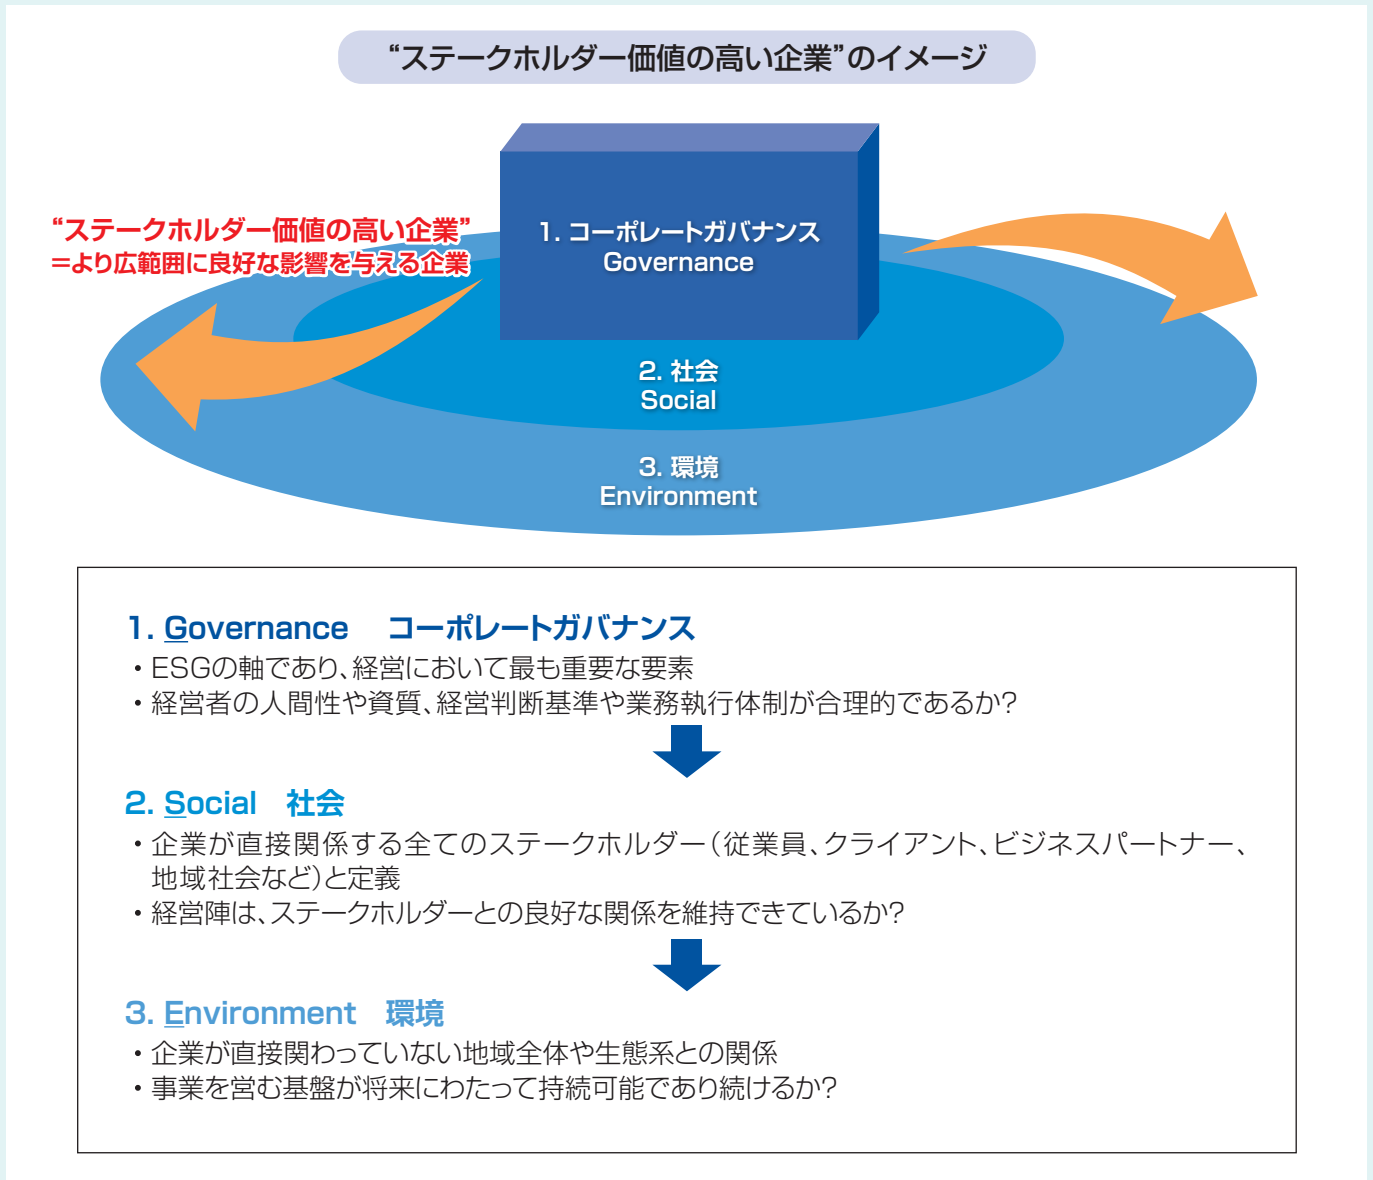 “ステークホルダー価値の高い企業”のイメージ
“ステークホルダー価値の高い企業”
＝より広範囲に良好な影響を与える企業
1. コーポレートガバナンス
Governance
2. 社会
Social
3. 環境
Environment
1. Governance　コーポレートガバナンス
・ESGの軸であり、経営において最も重要な要素
・経営者の人間性や資質、経営判断基準や業務執行体制が合理的であるか?
2. Social　社会
・企業が直接関係する全てのステークホルダー（従業員、クライアント、ビジネスパートナー、
地域社会など）と定義
・経営陣は、ステークホルダーとの良好な関係を維持できているか?
3. Environment　環境
・企業が直接関わっていない地域全体や生態系との関係
・事業を営む基盤が将来にわたって持続可能であり続けるか?